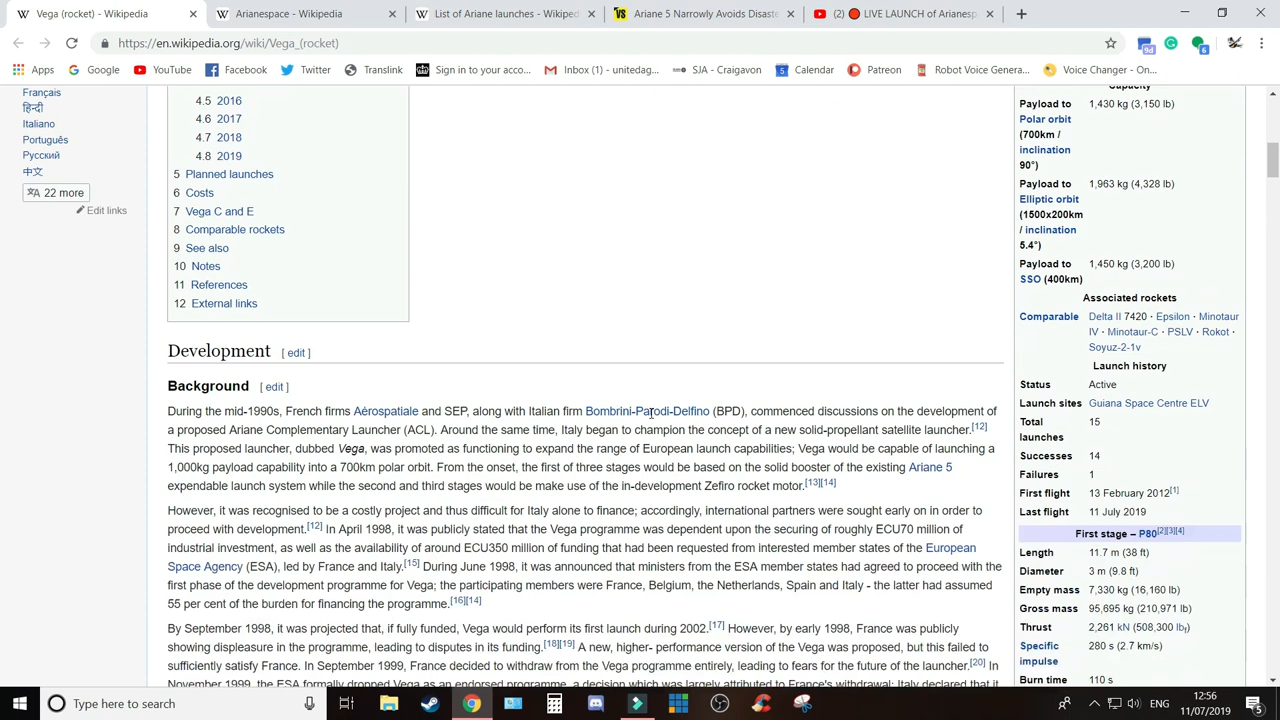 Vega (rocket) - Wikipedia
Arianespace - Wikipedia
List of Ariane launches - Wikiped
Ariane 5 Narrowly Avoids Disaste
(2) 🔴 LIVE LAUNCH of Arianesp
https://en.wikipedia.org/wiki/Vega_(rocket)
9d
6
Apps
Google
YouTube
Facebook
Twitter
Translink
Sign in to your acco...
Inbox (1) - unitedag...
SJA - Craigavon
Calendar
Patreon
Robot Voice Genera...
Voice Changer - On...
Français
हिन्दी
Italiano
Português
Русский
中文
22 more
Edit links
4.5 2016
4.6 2017
4.7 2018
4.8 2019
5 Planned launches
6 Costs
7 Vega C and E
8 Comparable rockets
9 See also
10 Notes
11 References
12 External links
Development [ edit ]
Background [ edit ]
During the mid-1990s, French firms Aérospatiale and SEP, along with Italian firm Bombrini-Parodi-Delfino (BPD), commenced discussions on the development of
a proposed Ariane Complementary Launcher (ACL). Around the same time, Italy began to champion the concept of a new solid-propellant satellite launcher.[12]
This proposed launcher, dubbed Vega, was promoted as functioning to expand the range of European launch capabilities; Vega would be capable of launching a
1,000kg payload capability into a 700km polar orbit. From the onset, the first of three stages would be based on the solid booster of the existing Ariane 5
expendable launch system while the second and third stages would be make use of the in-development Zefiro rocket motor.[13][14]
However, it was recognised to be a costly project and thus difficult for Italy alone to finance; accordingly, international partners were sought early on in order to
proceed with development.[12] In April 1998, it was publicly stated that the Vega programme was dependent upon the securing of roughly ECU70 million of
industrial investment, as well as the availability of around ECU350 million of funding that had been requested from interested member states of the European
Space Agency (ESA), led by France and Italy.[15] During June 1998, it was announced that ministers from the ESA member states had agreed to proceed with the
first phase of the development programme for Vega; the participating members were France, Belgium, the Netherlands, Spain and Italy - the latter had assumed
55 per cent of the burden for financing the programme.[16][14]
By September 1998, it was projected that, if fully funded, Vega would perform its first launch during 2002.[17] However, by early 1998, France was publicly
showing displeasure in the programme, leading to disputes in its funding.[18][19] A new, higher- performance version of the Vega was proposed, but this failed to
sufficiently satisfy France. In September 1999, France decided to withdraw from the Vega programme entirely, leading to fears for the future of the launcher.[20] In
November 1999, the ESA formally dropped Vega as an endorsed programme, a decision which was largely attributed to France's withdrawal; Italy declared that it
Capacity
Payload to 1,430 kg (3,150 lb)
Polar orbit
(700km /
inclination
90°)
Payload to 1,963 kg (4,328 lb)
Elliptic orbit
(1500x200km
/ inclination
5.4°)
Payload to 1,450 kg (3,200 lb)
SSO (400km)
Associated rockets
Comparable Delta II 7420 · Epsilon · Minotaur
IV · Minotaur-C · PSLV · Rokot ·
Soyuz-2-1v
Launch history
Status Active
Launch sites Guiana Space Centre ELV
Total 15
launches
Successes 14
Failures 1
First flight 13 February 2012[1]
Last flight 11 July 2019
First stage – P80[2][3][4]
Length 11.7 m (38 ft)
Diameter 3 m (9.8 ft)
Empty mass 7,330 kg (16,160 lb)
Gross mass 95,695 kg (210,971 lb)
Thrust 2,261 kN (508,300 lbf)
Specific 280 s (2.7 km/s)
impulse
Burn time 110 s
Type here to search
ENG
12:56
11/07/2019
5